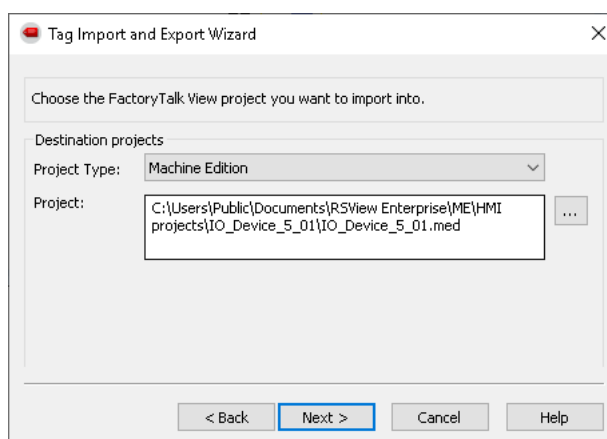 Tag Import and Export Wizard
Choose the FactoryTalk View project you want to import into.
Destination projects
Project Type: Machine Edition
Project: C:\Users\Public\Documents\RSView Enterprise\ME\HMI
projects\IO_Device_5_01\IO_Device_5_01.med
...
< Back Next > Cancel Help